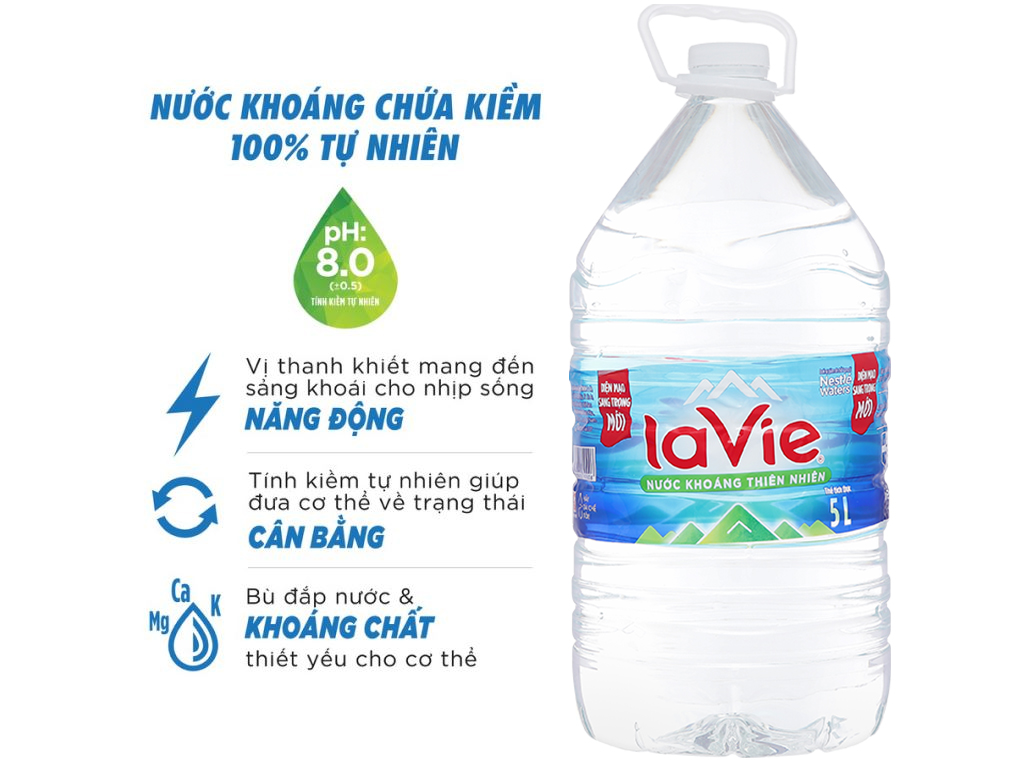 NƯỚC KHOÁNG CHỨA KIỀM
100% TỰ NHIÊN
pH:
8.0
(±0.5)
TÍNH KIỀM TỰ NHIÊN
Vị thanh khiết mang đến
sảng khoái cho nhịp sống
NĂNG ĐỘNG
Tính kiềm tự nhiên giúp
đưa cơ thể về trạng thái
CÂN BẰNG
Mg Ca K
Bù đắp nước &
KHOÁNG CHẤT
thiết yếu cho cơ thể
DIỆN MẠO
SANG TRỌNG
MỚI
Nestlé
Waters
DIỆN MẠO
SANG TRỌNG
MỚI
laVie
NƯỚC KHOÁNG THIÊN NHIÊN
Thể tích thực
5L